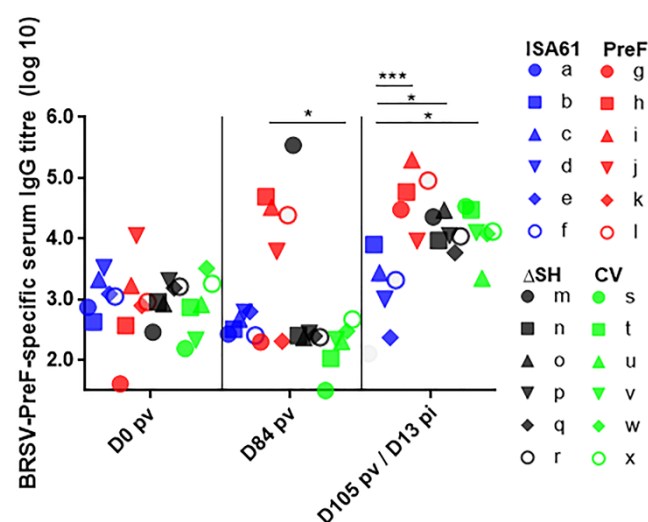 BRSV-PreF-specific serum IgG titre (log 10)
6.0
5.0
4.0
3.0
2.0
***
*
*
*
D0 pv
D84 pv
D105 pv / D13 pi
ISA61 PreF
a g
b h
c i
d j
e k
f l
ΔSH CV
m s
n t
o u
p v
q w
r x